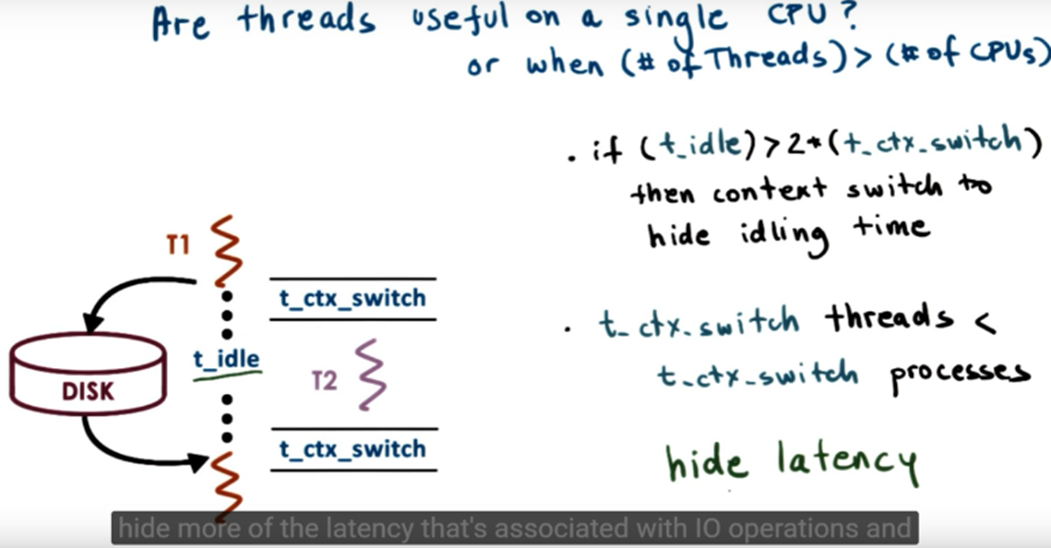 Are threads useful on a single CPU?
or when (# of Threads) > (# of CPUs)
. if (t_idle) > 2*(t_ctx_switch)
then context switch to
hide idling time
T1
t_ctx_switch
t_idle
T2
DISK
t_ctx_switch
. t_ctx_switch threads <
t_ctx_switch processes
hide latency
hide more of the latency that's associated with IO operations and